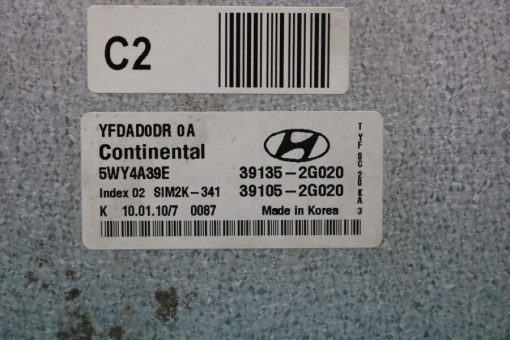 C2
YFDAD0DR 0A
Continental
5WY4A39E 39135-2G020
Index 02 SIM2K-341 39105-2G020
K 10.01.10/7 0087 Made in Korea
TYF0C20KA3